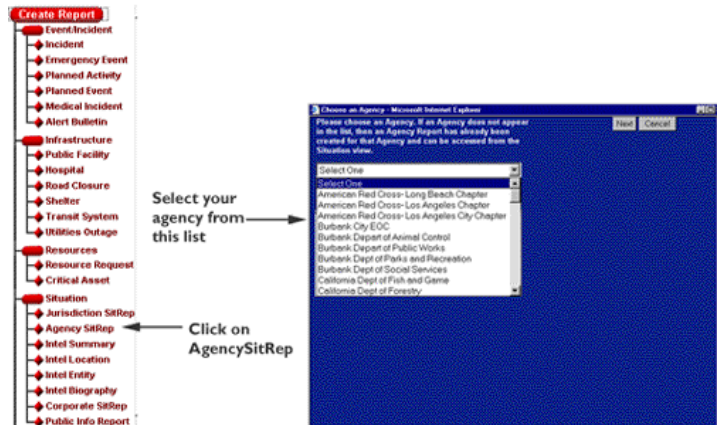 Create Report
Event/Incident
Incident
Emergency Event
Planned Activity
Planned Event
Medical Incident
Alert Bulletin
Infrastructure
Public Facility
Hospital
Road Closure
Shelter
Transit System
Utilities Outage
Resources
Resource Request
Critical Asset
Situation
Jurisdiction SitRep
Agency SitRep
Intel Summary
Intel Location
Intel Entity
Intel Biography
Corporate SitRep
Public Info Report
Select your
agency from
this list
Click on
AgencySitRep
Choose an Agency - Microsoft Internet Explorer
Please choose an Agency. If an Agency does not appear
in the list, then an Agency Report has already been
created for that Agency and can be accessed from the
Situation view.
Next Cancel
Select One
Select One
American Red Cross- Long Beach Chapter
American Red Cross- Los Angeles Chapter
American Red Cross- Los Angeles City Chapter
Burbank City EOC
Burbank Depart of Animal Control
Burbank Depart of Public Works
Burbank Dept of Parks and Recreation
Burbank Dept of Social Services
California Dept of Fish and Game
California Dept of Forestry